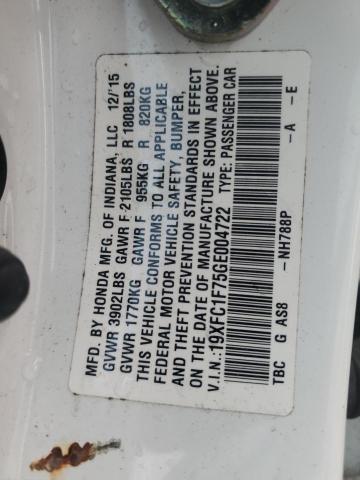 MFD. BY HONDA MFG. OF INDIANA, LLC 12/'15
GVWR 3902LBS GAWR F 2105LBS R 1808LBS
GVWR 1770KG GAWR F 955KG R 820KG
THIS VEHICLE CONFORMS TO ALL APPLICABLE
FEDERAL MOTOR VEHICLE SAFETY, BUMPER,
AND THEFT PREVENTION STANDARDS IN EFFECT
ON THE DATE OF MANUFACTURE SHOWN ABOVE.
V.I.N.:19XFC1F75GE004722 TYPE: PASSENGER CAR
TBC G AS8 -NH788P -A -E